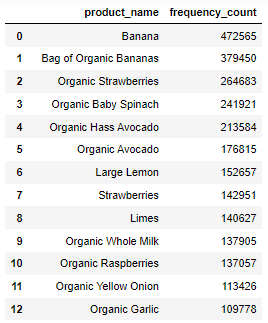 product_name frequency_count
0 Banana 472565
1 Bag of Organic Bananas 379450
2 Organic Strawberries 264683
3 Organic Baby Spinach 241921
4 Organic Hass Avocado 213584
5 Organic Avocado 176815
6 Large Lemon 152657
7 Strawberries 142951
8 Limes 140627
9 Organic Whole Milk 137905
10 Organic Raspberries 137057
11 Organic Yellow Onion 113426
12 Organic Garlic 109778